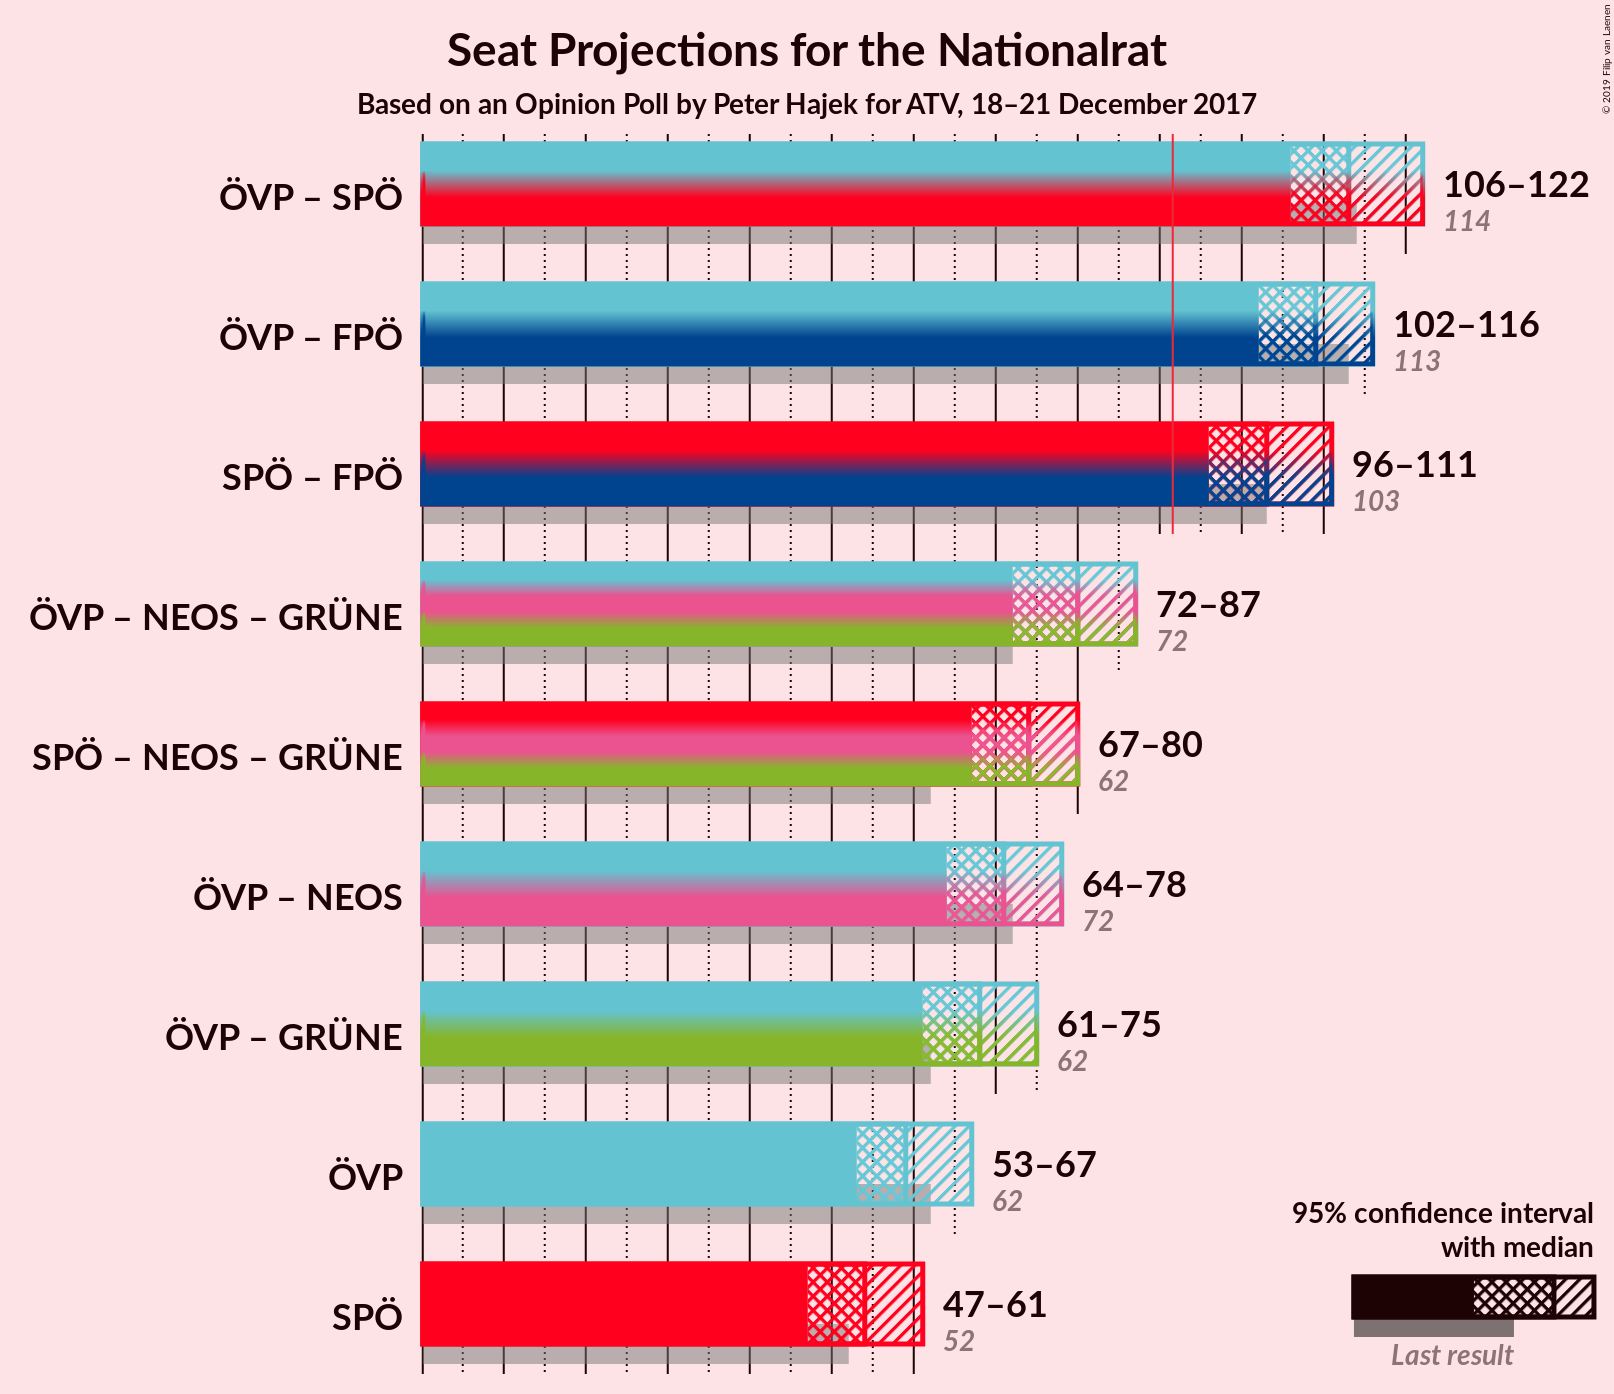 Seat Projections for the Nationalrat
Based on an Opinion Poll by Peter Hajek for ATV, 18–21 December 2017
© 2019 Filip van Laenen
ÖVP – SPÖ
106–122
114
ÖVP – FPÖ
102–116
113
SPÖ – FPÖ
96–111
103
ÖVP – NEOS – GRÜNE
72–87
72
SPÖ – NEOS – GRÜNE
67–80
62
ÖVP – NEOS
64–78
72
ÖVP – GRÜNE
61–75
62
ÖVP
53–67
62
SPÖ
47–61
52
95% confidence interval
with median
Last result